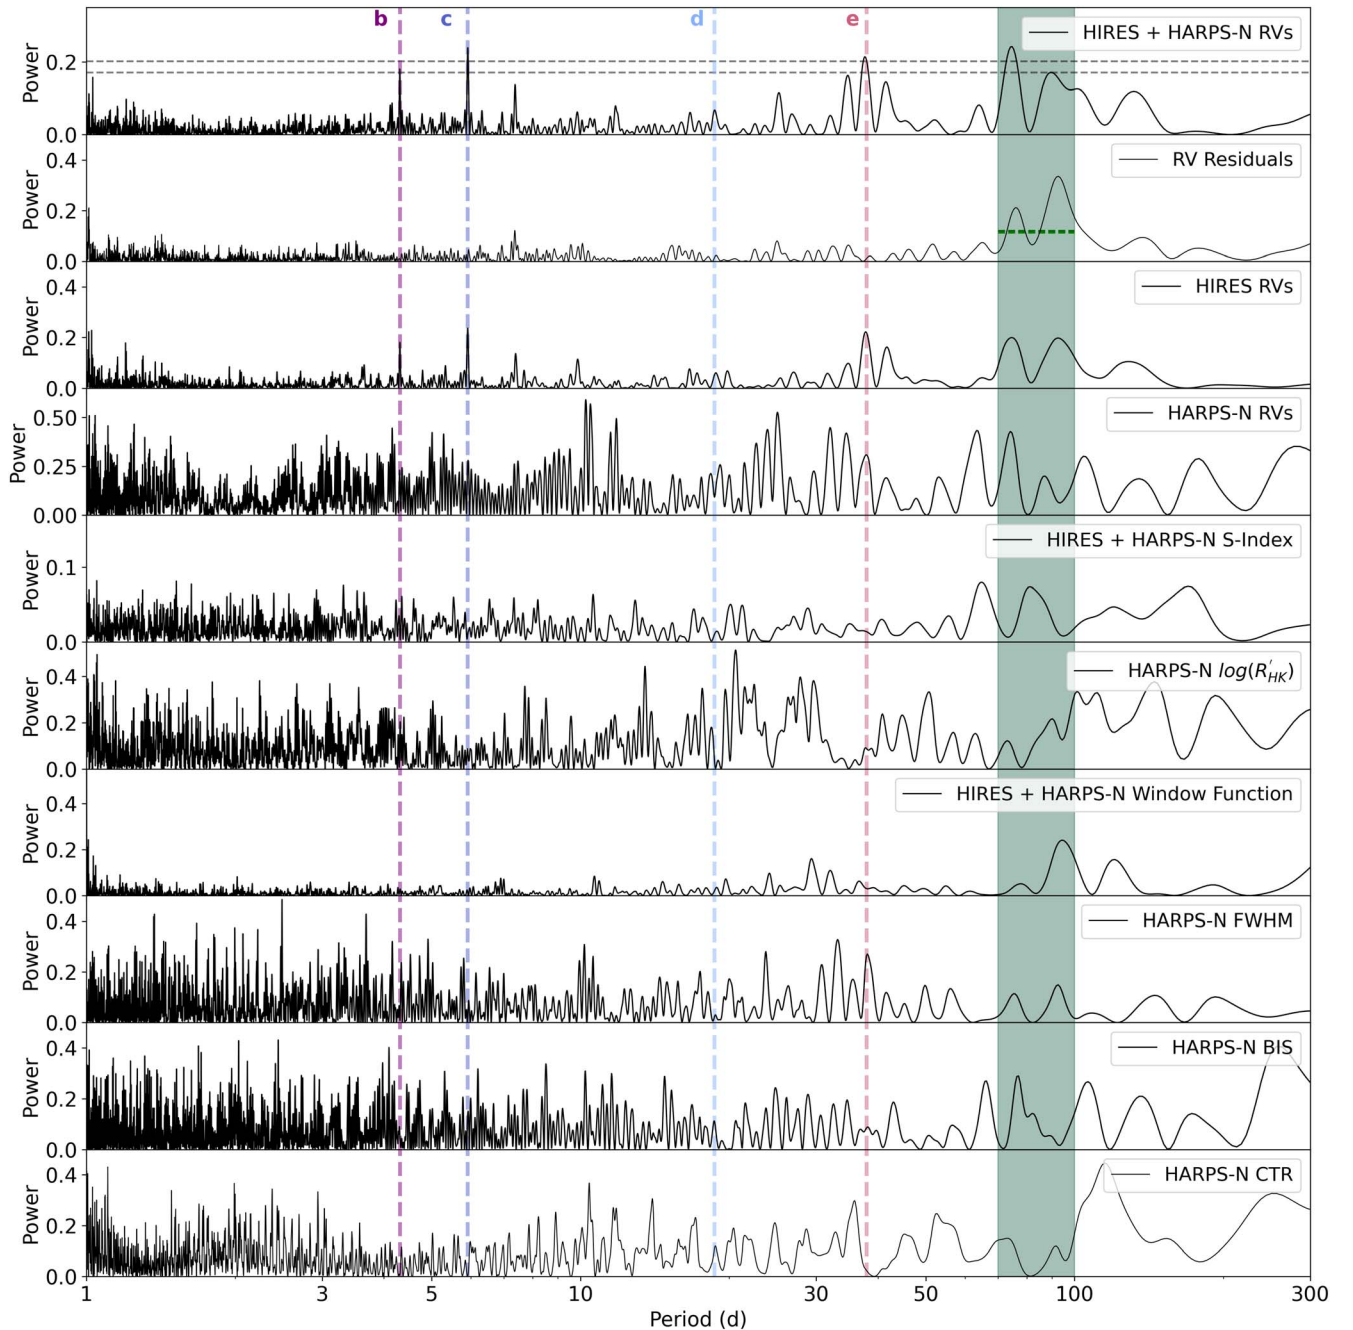 b c d e
HIRES + HARPS-N RVs
Power
0.2
0.0
RV Residuals
Power
0.4
0.2
0.0
HIRES RVs
Power
0.4
0.2
0.0
HARPS-N RVs
Power
0.50
0.25
0.00
HIRES + HARPS-N S-Index
Power
0.1
0.0
HARPS-N log(R'HK)
Power
0.4
0.2
0.0
HIRES + HARPS-N Window Function
Power
0.4
0.2
0.0
HARPS-N FWHM
Power
0.4
0.2
0.0
HARPS-N BIS
Power
0.4
0.2
0.0
HARPS-N CTR
Power
0.4
0.2
0.0
1 3 5 10 30 50 100 300
Period (d)